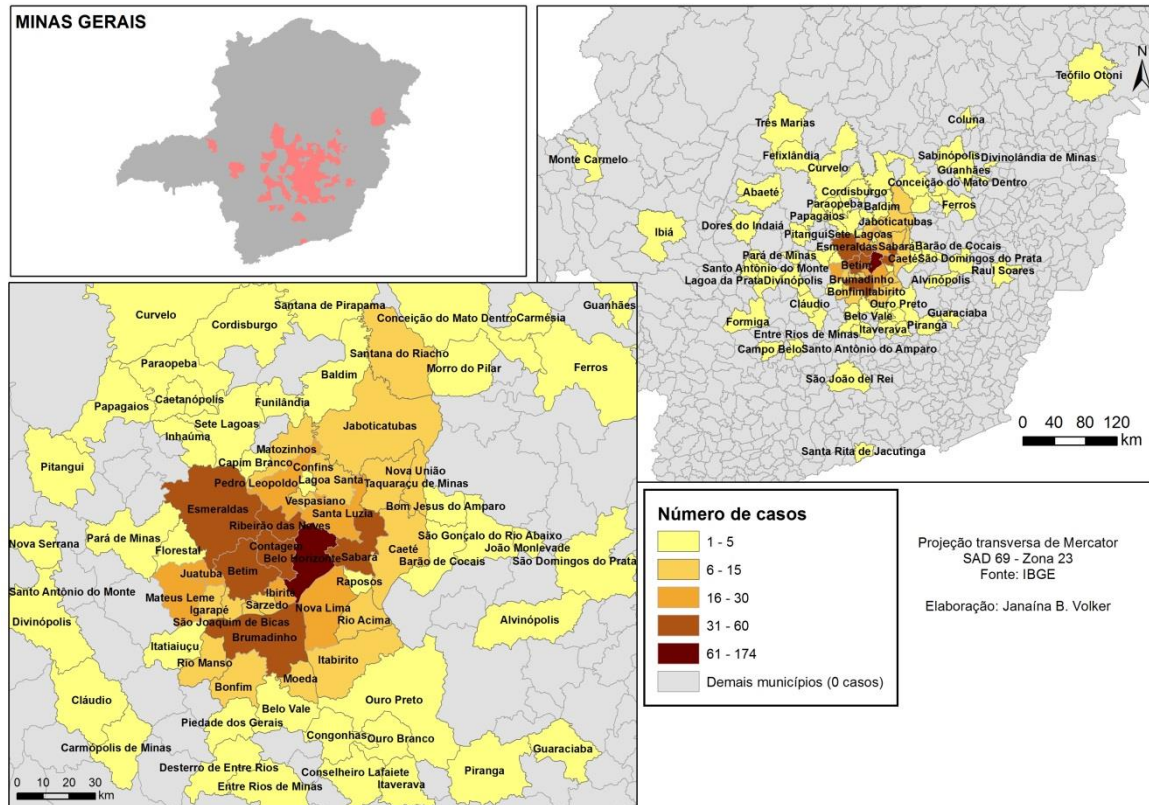 MINAS GERAIS
N
Teófilo Otoni
Três Marias
Coluna
Monte Carmelo
Felixlândia
Sabinópolis
Divinolândia de Minas
Curvelo
Guanhães
Abaeté
Cordisburgo
Conceição do Mato Dentro
Paraopeba
Baldim
Ferros
Papagaios
Jaboticatubas
Ibiá
Dores do Indaiá
Pitangui
Sete Lagoas
Esmeraldas
Sabará
Barão de Cocais
Pará de Minas
Betim
Caeté
São Domingos do Prata
Santo Antônio do Monte
Raul Soares
Lagoa da Prata
Divinópolis
Brumadinho
Alvinópolis
Bonfim
Itabirito
Cláudio
Ouro Preto
Formiga
Belo Vale
Guaraciaba
Entre Rios de Minas
Itaverava
Piranga
Campo Belo
Santo Antônio do Amparo
São João del Rei
Santa Rita de Jacutinga
0 40 80 120
km
Santana de Pirapama
Guanhães
Curvelo
Cordisburgo
Conceição do Mato Dentro
Carmésia
Santana do Riacho
Paraopeba
Morro do Pilar
Ferros
Baldim
Caetanópolis
Papagaios
Funilândia
Sete Lagoas
Jaboticatubas
Inhaúma
Matozinhos
Pitangui
Capim Branco
Confins
Nova União
Pedro Leopoldo
Lagoa Santa
Taquaraçu de Minas
Vespasiano
Bom Jesus do Amparo
Esmeraldas
Santa Luzia
Ribeirão das Neves
São Gonçalo do Rio Abaixo
Nova Serrana
Pará de Minas
Contagem
João Monlevade
Florestal
Belo Horizonte
Sabará
Caeté
Barão de Cocais
São Domingos do Prata
Juatuba
Betim
Raposos
Santo Antônio do Monte
Mateus Leme
Ibirité
Igarapé
Sarzedo
Nova Lima
Divinópolis
São Joaquim de Bicas
Rio Acima
Alvinópolis
Brumadinho
Itatiaiuçu
Rio Manso
Itabirito
Moeda
Bonfim
Ouro Preto
Cláudio
Belo Vale
Piedade dos Gerais
Congonhas
Ouro Branco
Carmópolis de Minas
Guaraciaba
Desterro de Entre Rios
Conselheiro Lafaiete
Piranga
Entre Rios de Minas
Itaverava
0 10 20 30
km
Número de casos
1 - 5
6 - 15
16 - 30
31 - 60
61 - 174
Demais municípios (0 casos)
Projeção transversa de Mercator
SAD 69 - Zona 23
Fonte: IBGE
Elaboração: Janaína B. Volker